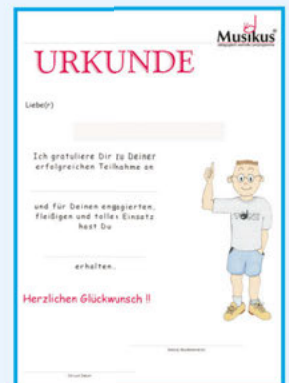 Musikus®
URKUNDE
Liebe(r)
Ich gratuliere Dir zu Deiner
erfolgreichen Teilnahme an
und für Deinen engagierten,
fleißigen und tollen Einsatz
hast Du
erhalten.
Herzlichen Glückwunsch !!